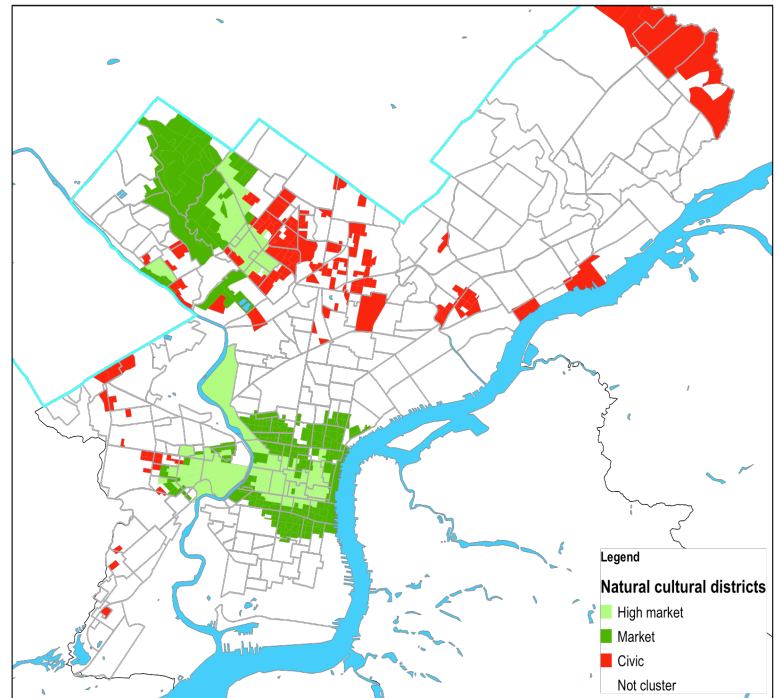 Legend
Natural cultural districts
High market
Market
Civic
Not cluster